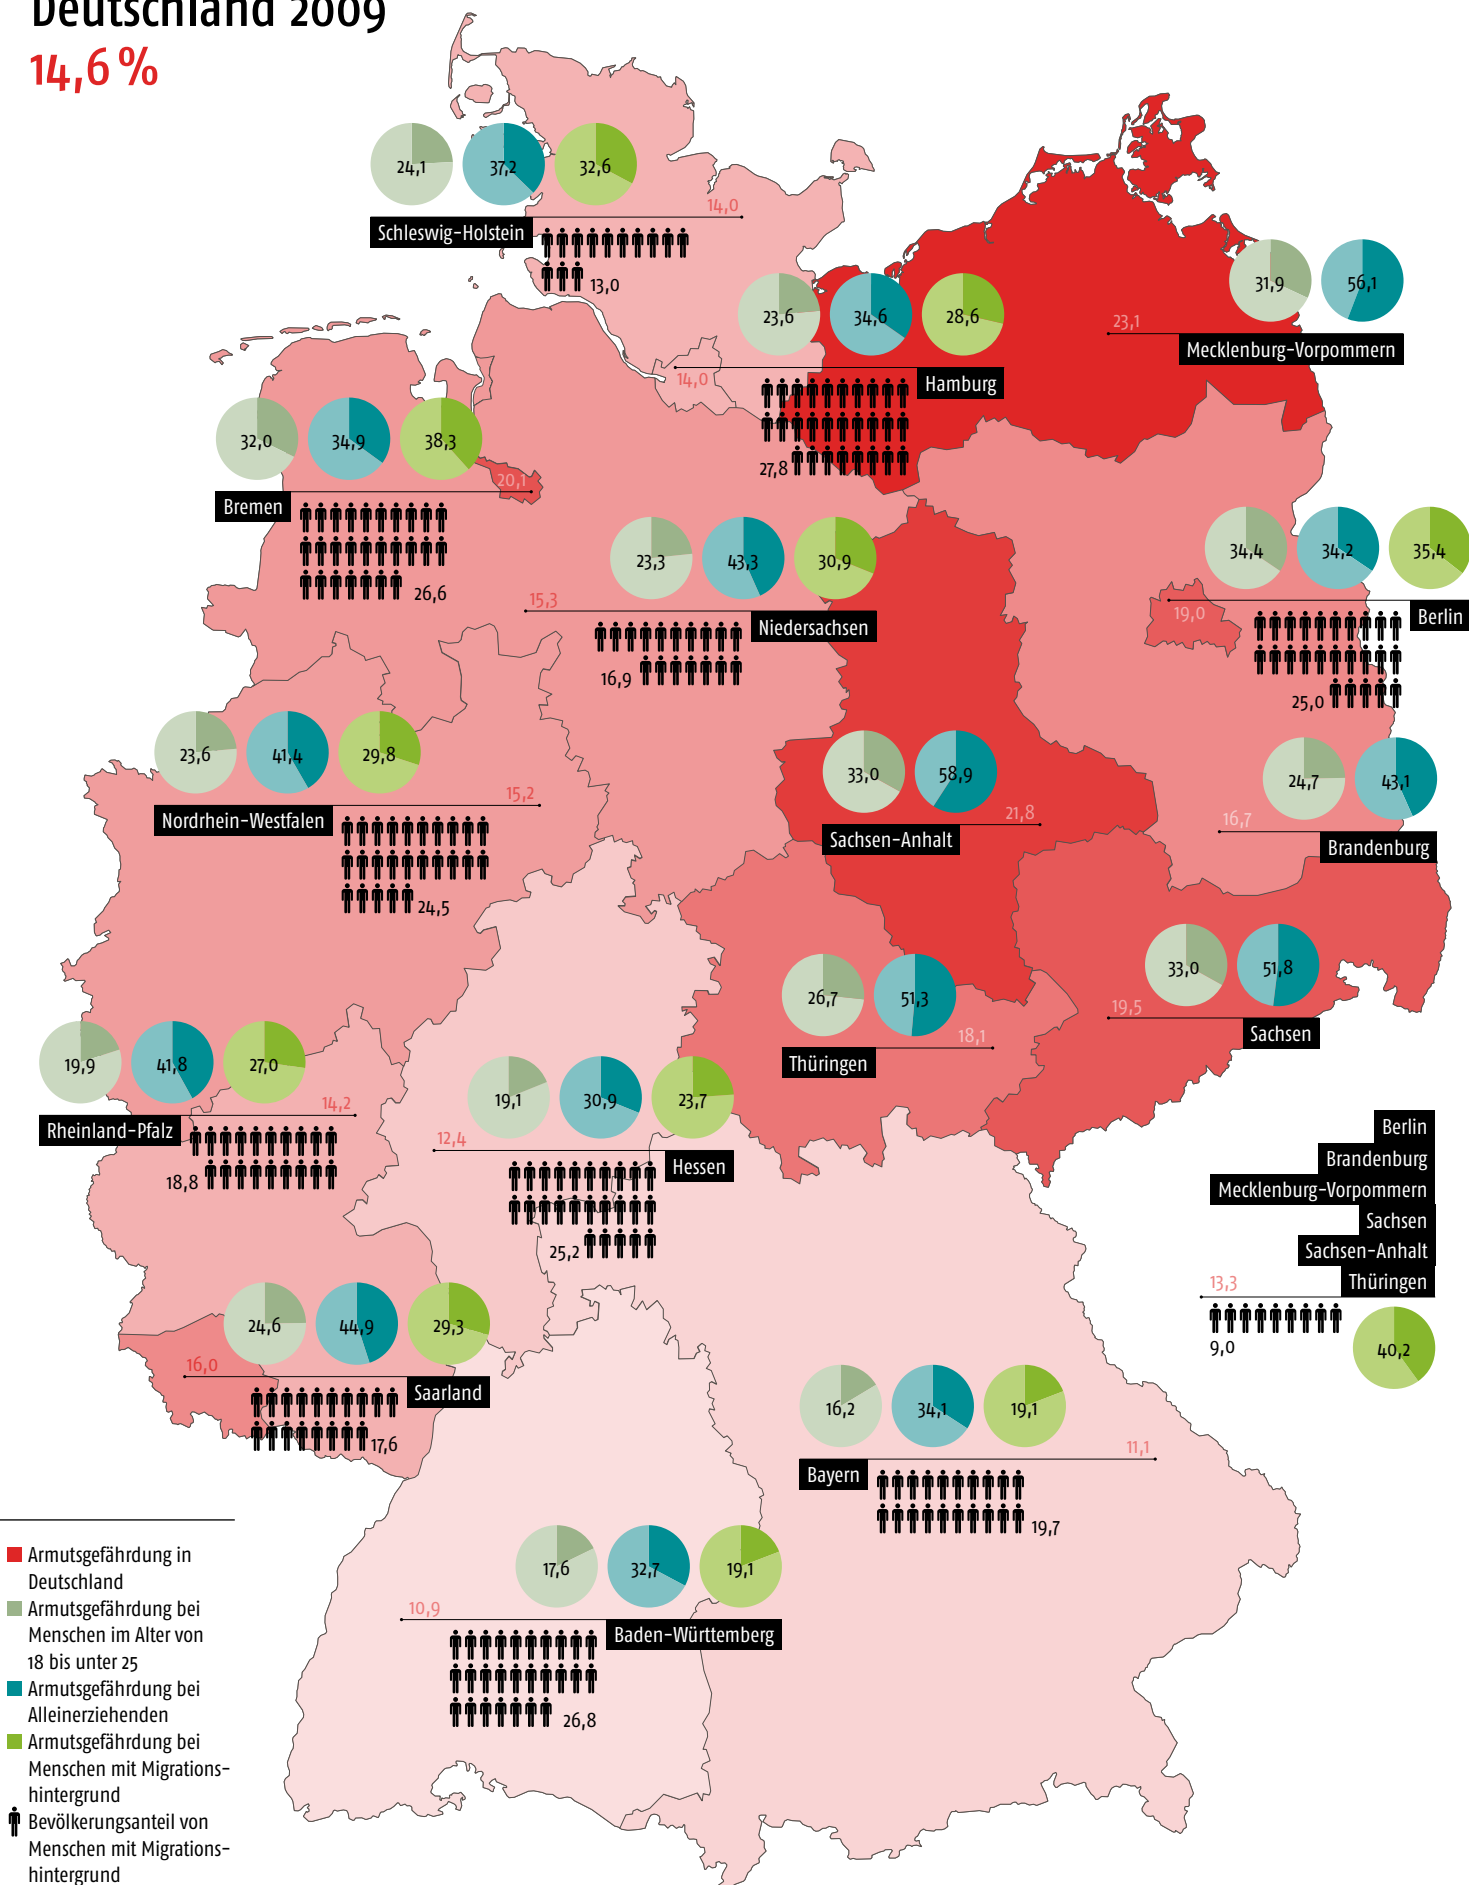 Deutschland 2009
14,6 %
24,1
37,2
32,6
14,0
Schleswig-Holstein
13,0
31,9
56,1
23,1
Mecklenburg-Vorpommern
23,6
34,6
28,6
14,0
Hamburg
27,8
32,0
34,9
38,3
20,1
Bremen
26,6
23,3
43,3
30,9
15,3
Niedersachsen
16,9
34,4
34,2
35,4
19,0
Berlin
25,0
23,6
41,4
29,8
15,2
Nordrhein-Westfalen
24,5
33,0
58,9
21,8
Sachsen-Anhalt
24,7
43,1
16,7
Brandenburg
33,0
51,8
19,5
Sachsen
26,7
51,3
18,1
Thüringen
19,9
41,8
27,0
14,2
Rheinland-Pfalz
18,8
19,1
30,9
23,7
12,4
Hessen
25,2
Berlin
Brandenburg
Mecklenburg-Vorpommern
Sachsen
Sachsen-Anhalt
Thüringen
13,3
9,0
40,2
24,6
44,9
29,3
16,0
Saarland
17,6
16,2
34,1
19,1
11,1
Bayern
19,7
17,6
32,7
19,1
10,9
Baden-Württemberg
26,8
Armutsgefährdung in
Deutschland
Armutsgefährdung bei
Menschen im Alter von
18 bis unter 25
Armutsgefährdung bei
Alleinerziehenden
Armutsgefährdung bei
Menschen mit Migrations-
hintergrund
Bevölkerungsanteil von
Menschen mit Migrations-
hintergrund